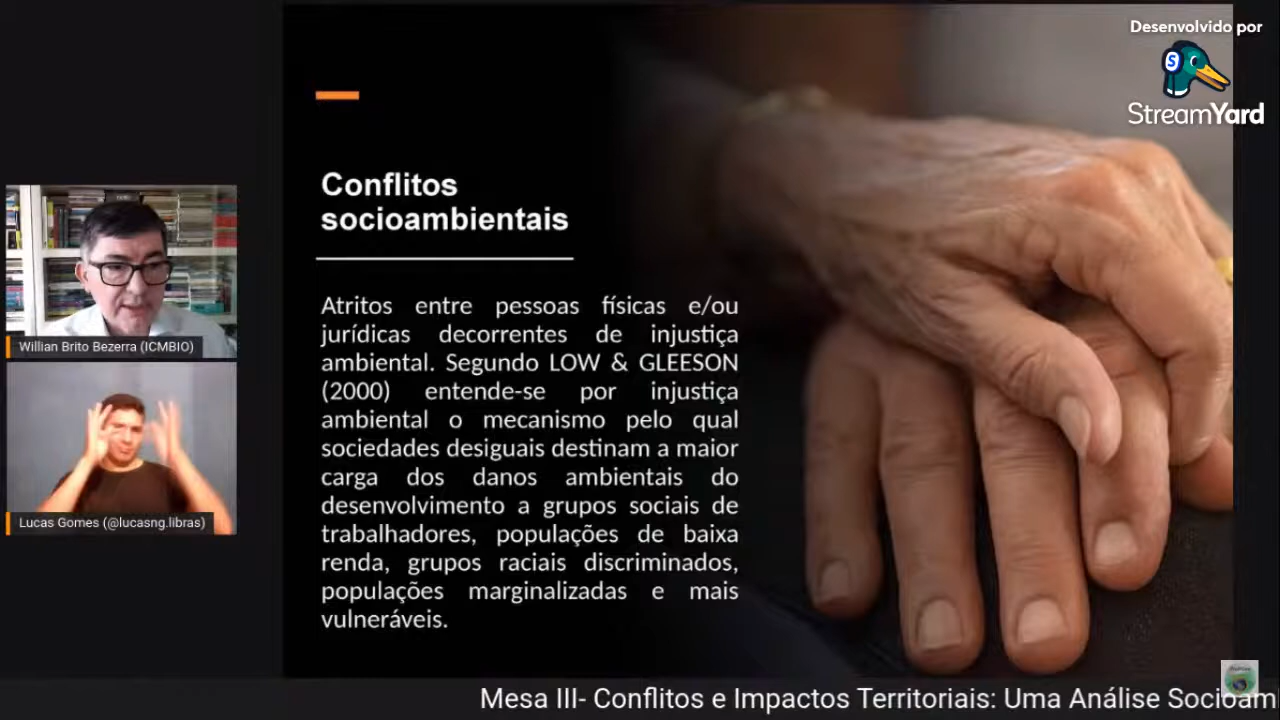 Desenvolvido por
S
StreamYard
Conflitos
socioambientais
Atritos entre pessoas físicas e/ou
jurídicas decorrentes de injustiça
ambiental. Segundo LOW & GLEESON
(2000) entende-se por injustiça
ambiental o mecanismo pelo qual
sociedades desiguais destinam a maior
carga dos danos ambientais do
desenvolvimento a grupos sociais de
trabalhadores, populações de baixa
renda, grupos raciais discriminados,
populações marginalizadas e mais
vulneráveis.
Willian Brito Bezerra (ICMBIO)
Lucas Gomes (@lucasng.libras)
Mesa III- Conflitos e Impactos Territoriais: Uma Análise Socioam